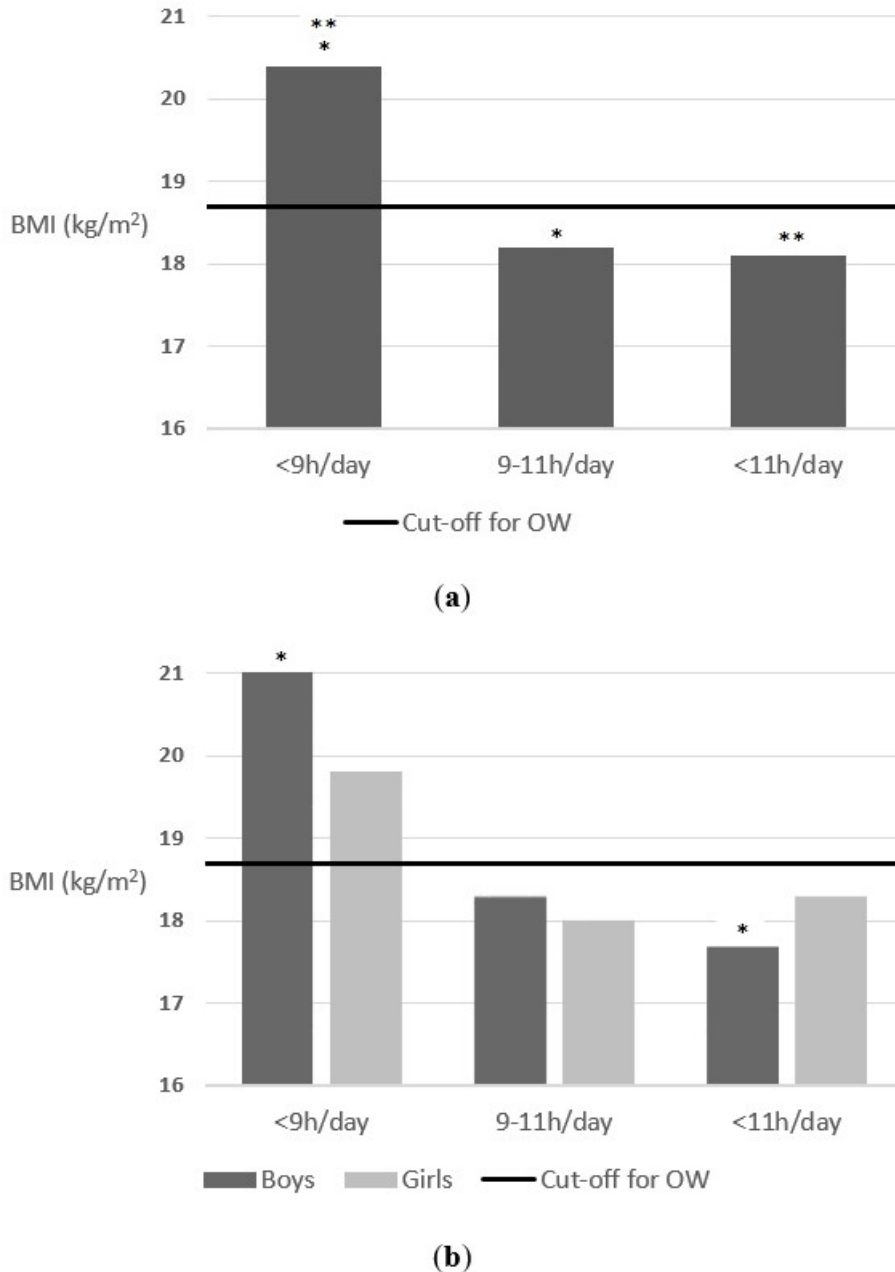 **
*
21
20
19
BMI (kg/m²)
*
**
18
17
16
<9h/day 9-11h/day <11h/day
Cut-off for OW
(a)
*
21
20
19
BMI (kg/m²)
18
*
17
16
<9h/day 9-11h/day <11h/day
Boys Girls Cut-off for OW
(b)